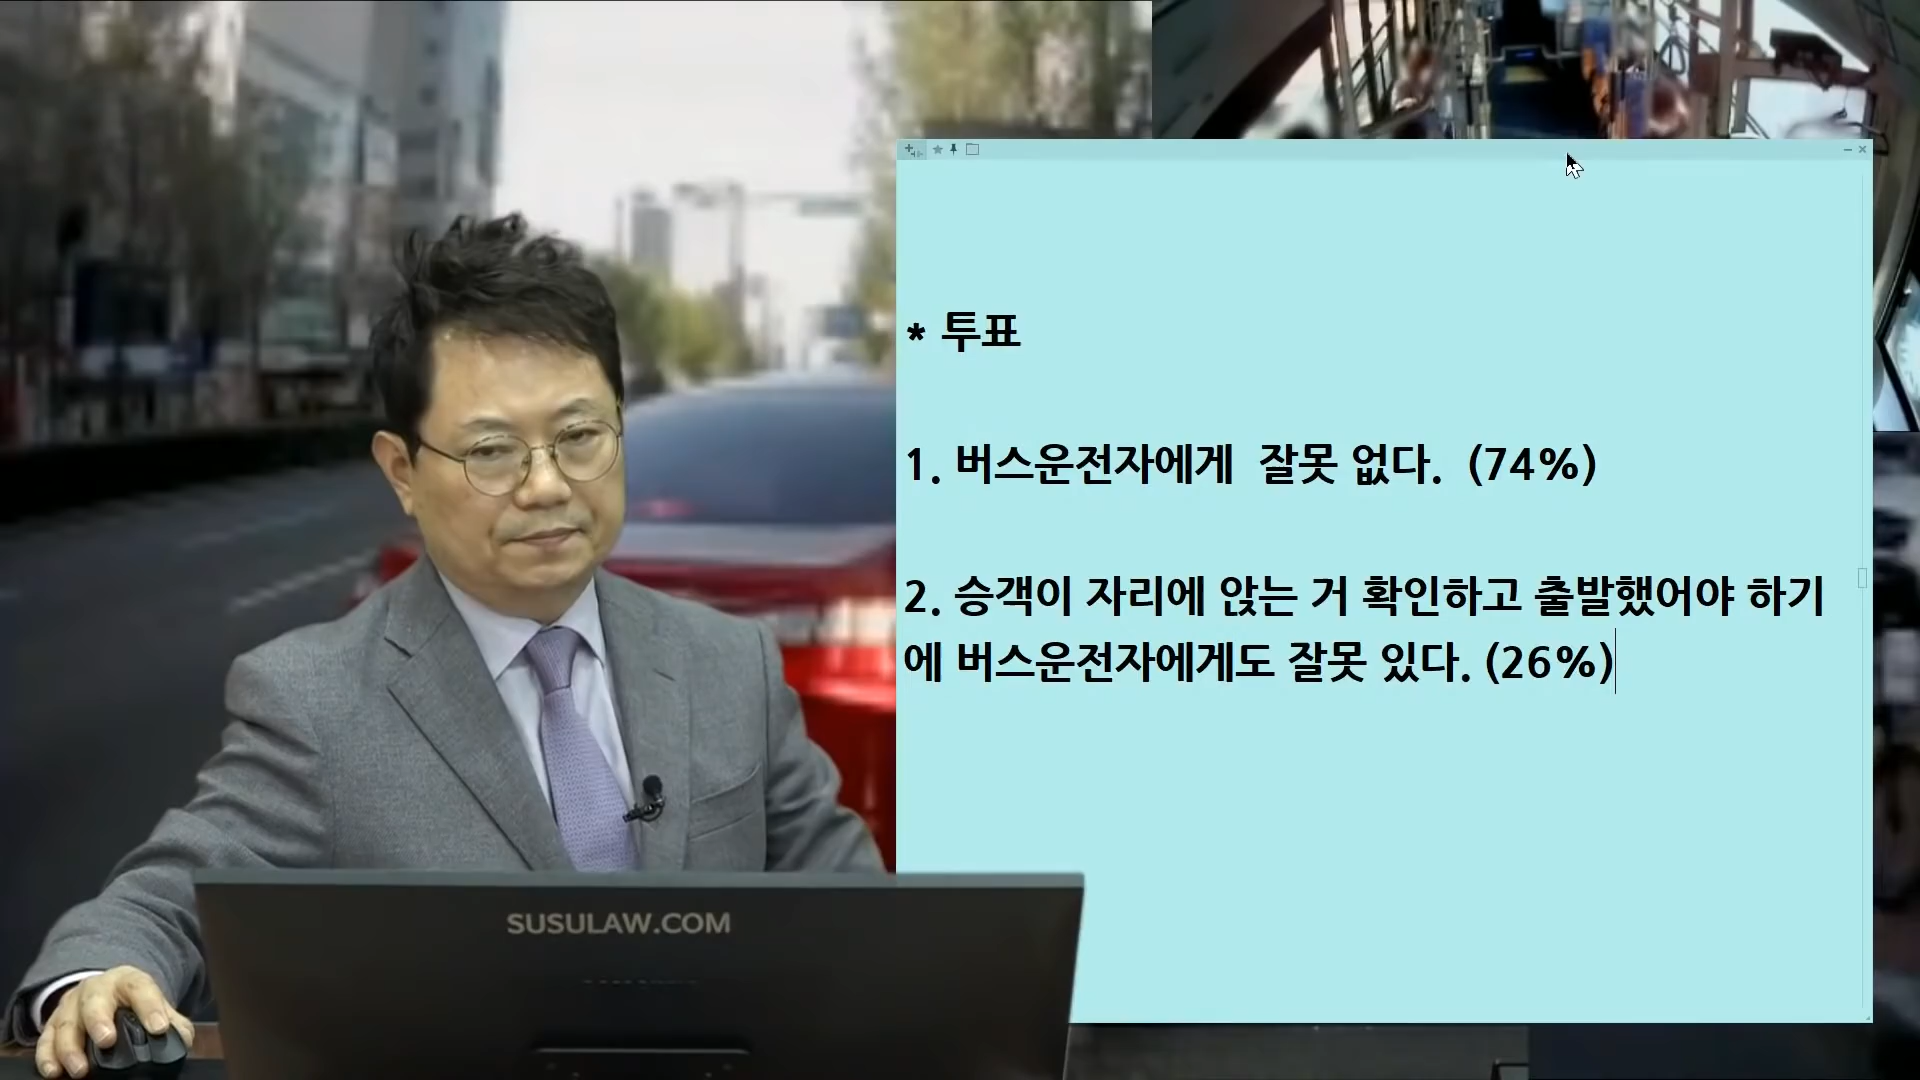 * 투표
1. 버스운전자에게  잘못 없다.  (74%)
2. 승객이 자리에 앉는 거 확인하고 출발했어야 하기
에 버스운전자에게도 잘못 있다. (26%)
SUSULAW.COM